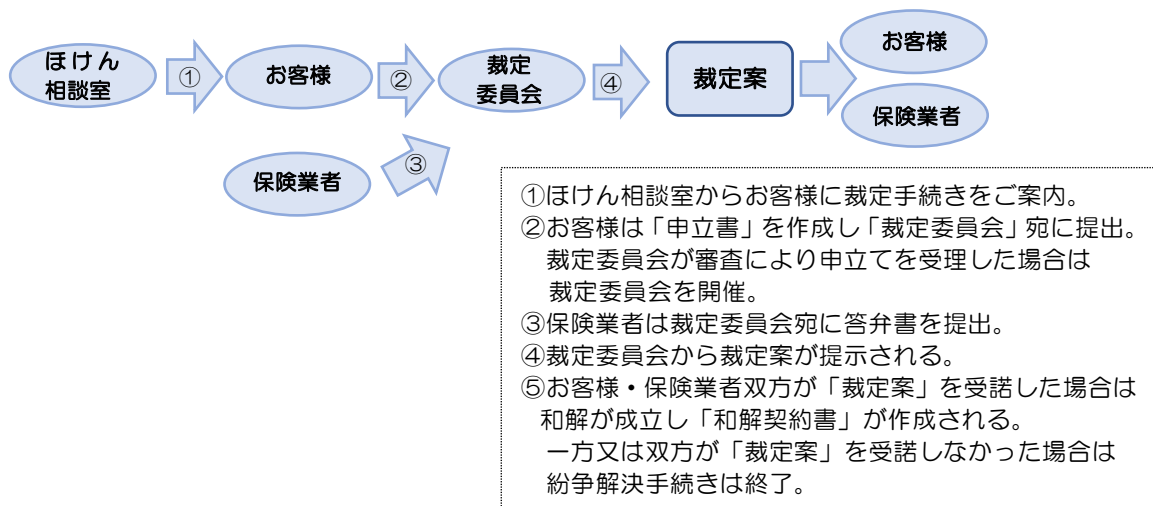 ほけん
相談室
①
お客様
②
裁定
委員会
④
裁定案
お客様
保険業者
保険業者
③
①ほけん相談室からお客様に裁定手続きをご案内。
②お客様は「申立書」を作成し「裁定委員会」宛に提出。
裁定委員会が審査により申立てを受理した場合は
裁定委員会を開催。
③保険業者は裁定委員会宛に答弁書を提出。
④裁定委員会から裁定案が提示される。
⑤お客様・保険業者双方が「裁定案」を受諾した場合は
和解が成立し「和解契約書」が作成される。
一方又は双方が「裁定案」を受諾しなかった場合は
紛争解決手続きは終了。